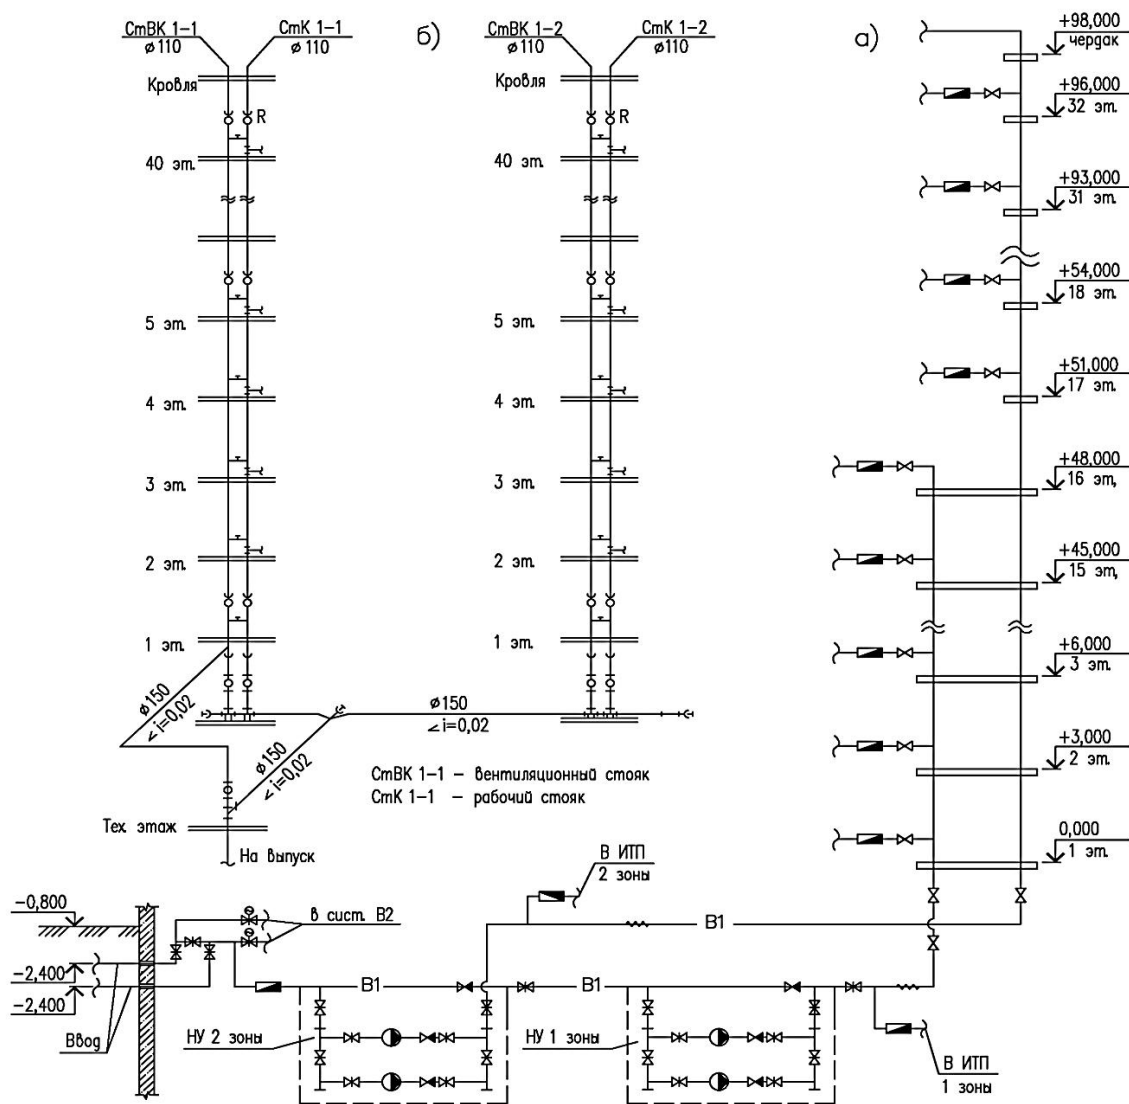 СтВК 1-1
ø110
СтК 1-1
ø110
б)
СтВК 1-2
ø110
СтК 1-2
ø110
а)
Кровля
R
40 эт.
5 эт.
4 эт.
3 эт.
2 эт.
1 эт.
ø150
< i=0,02
ø150
< i=0,02
Тех. этаж
На выпуск
Кровля
R
40 эт.
5 эт.
4 эт.
3 эт.
2 эт.
1 эт.
ø150
< i=0,02
СтВК 1-1 – вентиляционный стояк
СтК 1-1 – рабочий стояк
+98,000
чердак
+96,000
32 эт.
+93,000
31 эт.
+54,000
18 эт.
+51,000
17 эт.
+48,000
16 эт,
+45,000
15 эт,
+6,000
3 эт.
+3,000
2 эт.
0,000
1 эт.
В ИТП
2 зоны
-0,800
в сист. В2
В1
-2,400
-2,400
Ввод
В1
В1
НУ 2 зоны
НУ 1 зоны
В ИТП
1 зоны